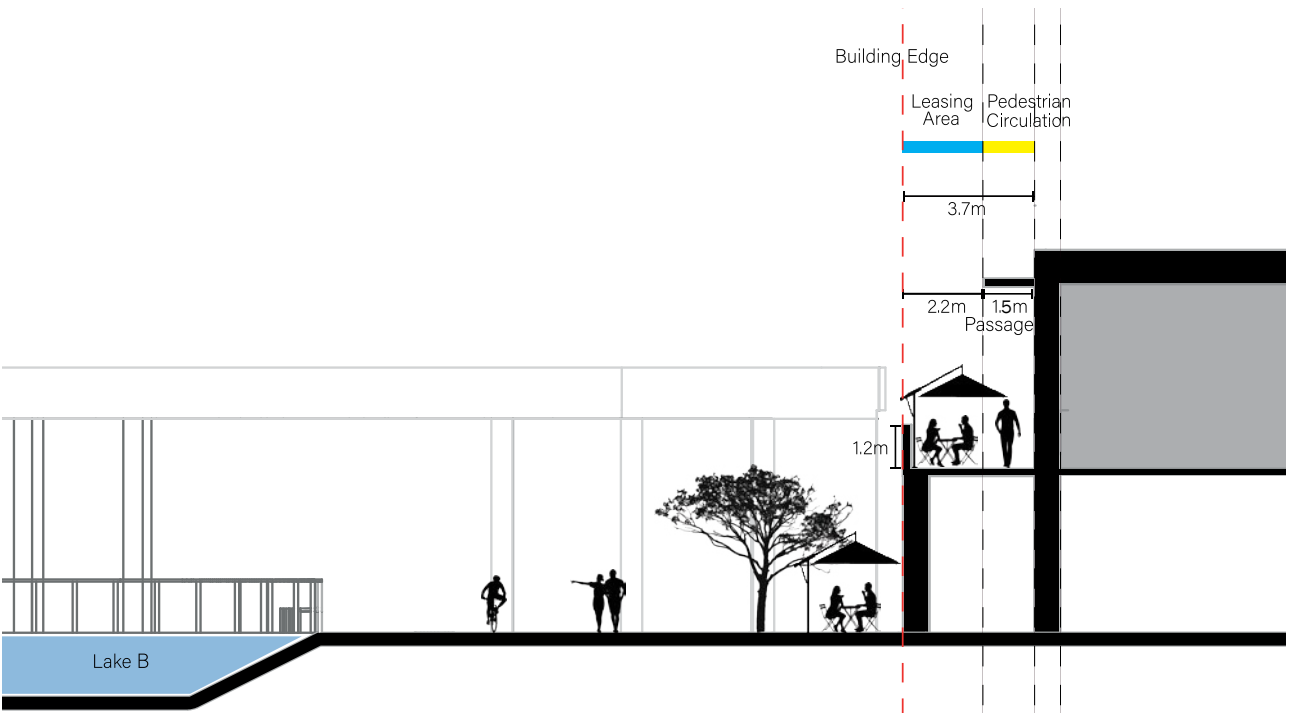 Building Edge
Leasing
Area
Pedestrian
Circulation
3.7m
2.2m
1.5m
Passage
1.2m
Lake B